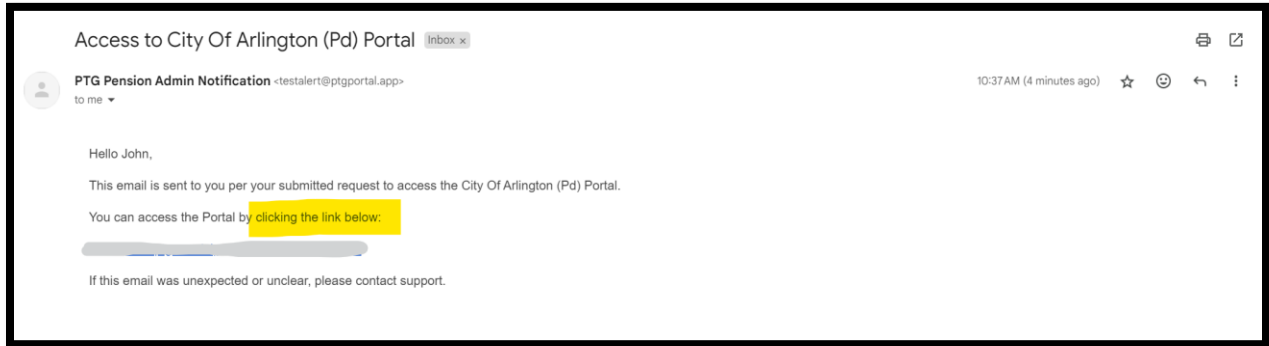 Access to City Of Arlington (Pd) Portal Inbox x
PTG Pension Admin Notification <testalert@ptgportal.app> 10:37 AM (4 minutes ago)
to me
Hello John,
This email is sent to you per your submitted request to access the City Of Arlington (Pd) Portal.
You can access the Portal by clicking the link below:
If this email was unexpected or unclear, please contact support.